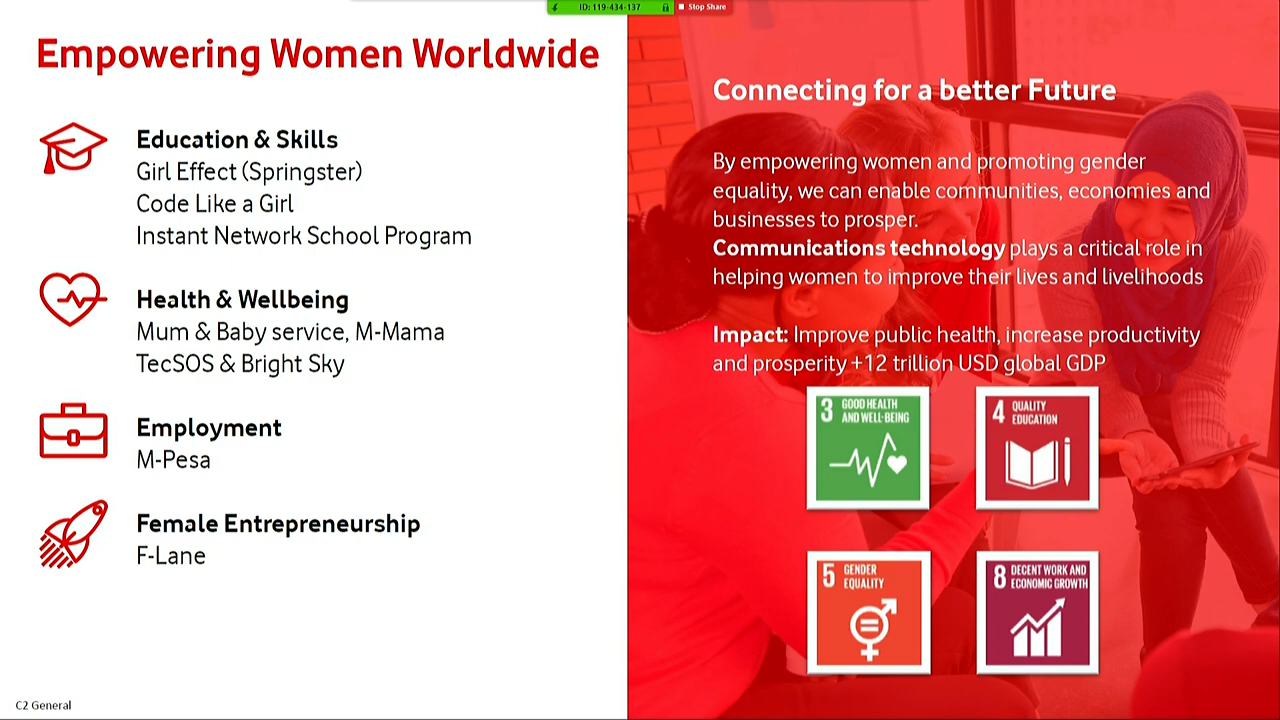 ID: 119-434-137
Stop Share
Empowering Women Worldwide
Education & Skills
Girl Effect (Springster)
Code Like a Girl
Instant Network School Program
Health & Wellbeing
Mum & Baby service, M-Mama
TecSOS & Bright Sky
Employment
M-Pesa
Female Entrepreneurship
F-Lane
C2 General
Connecting for a better Future
By empowering women and promoting gender
equality, we can enable communities, economies and
businesses to prosper.
Communications technology plays a critical role in
helping women to improve their lives and livelihoods
Impact: Improve public health, increase productivity
and prosperity +12 trillion USD global GDP
3 GOOD HEALTH
AND WELL-BEING
4 QUALITY
EDUCATION
5 GENDER
EQUALITY
8 DECENT WORK AND
ECONOMIC GROWTH